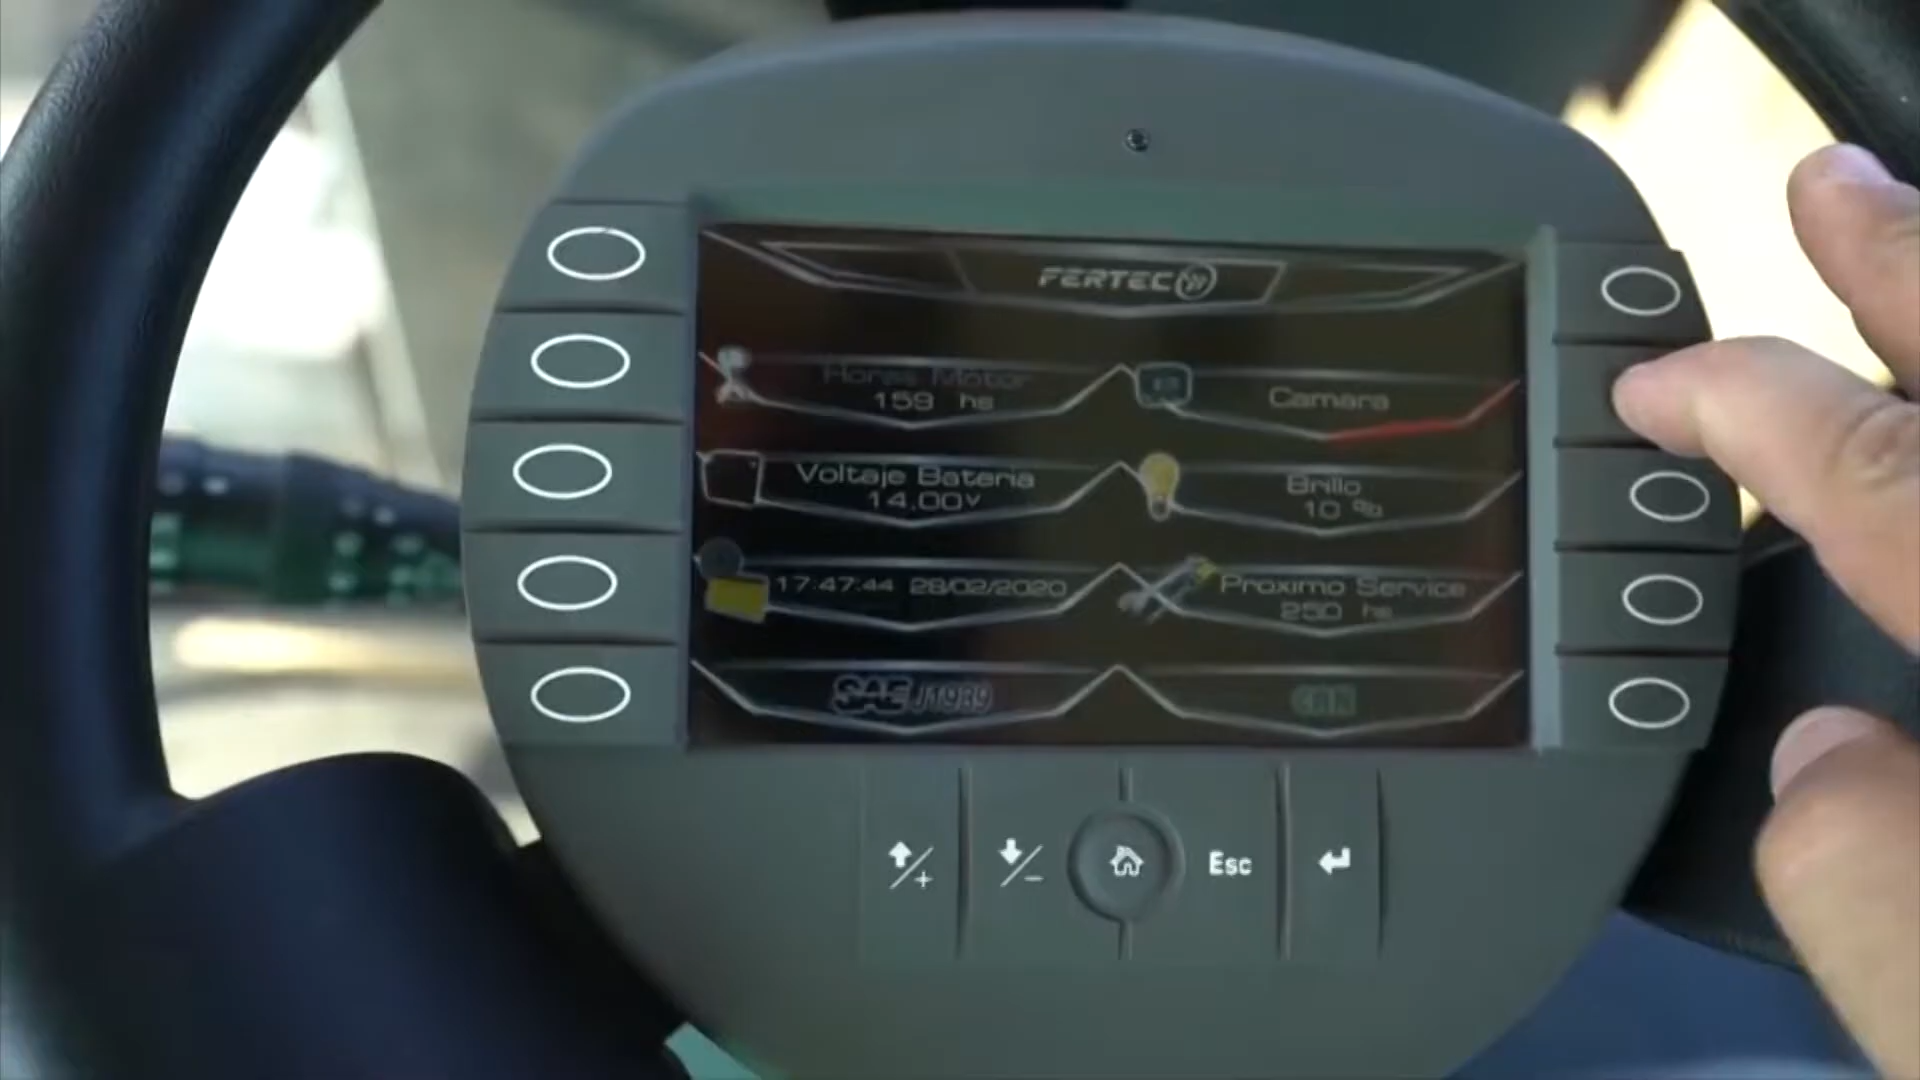 FERTEC
Horas Motor
159 hs
Camara
Voltaje Bateria
14.00V
Brillo
10 %
17:47:44 28/02/2020
Proximo Service
250 hs
SAE J1939
CAN
+
-
Esc